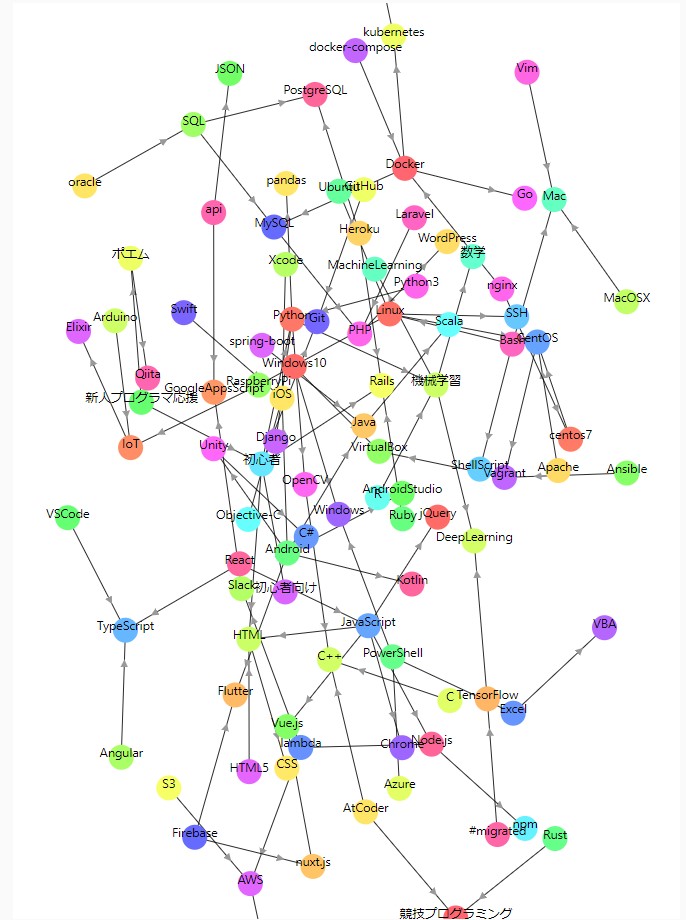 kubernetes
docker-compose
JSON
Vim
PostgreSQL
SQL
Docker
oracle
pandas
Ubuntu
GitHub
Go
Mac
api
Laravel
MySQL
Heroku
WordPress
ポエム
Xcode
MachineLearning
数学
Python3
nginx
MacOSX
Swift
Arduino
Elixir
Python
Git
PHP
Linux
Scala
SSH
spring-boot
Bash
CentOS
Windows10
Qiita
GoogleAppsScript
RaspberryPi
iOS
Rails
機械学習
新人プログラマ応援
Java
IoT
Unity
Django
初心者
VirtualBox
centos7
ShellScript
Vagrant
Apache
Ansible
OpenCV
R
AndroidStudio
VSCode
Objective-C
Windows
Ruby
jQuery
C#
Android
DeepLearning
React
Slack
初心者向け
Kotlin
TypeScript
HTML
JavaScript
VBA
C++
PowerShell
Flutter
C
TensorFlow
Excel
Vue.js
lambda
Chrome
Node.js
Angular
HTML5
CSS
S3
Azure
AtCoder
Firebase
#migrated
npm
Rust
nuxt.js
AWS
競技プログラミング